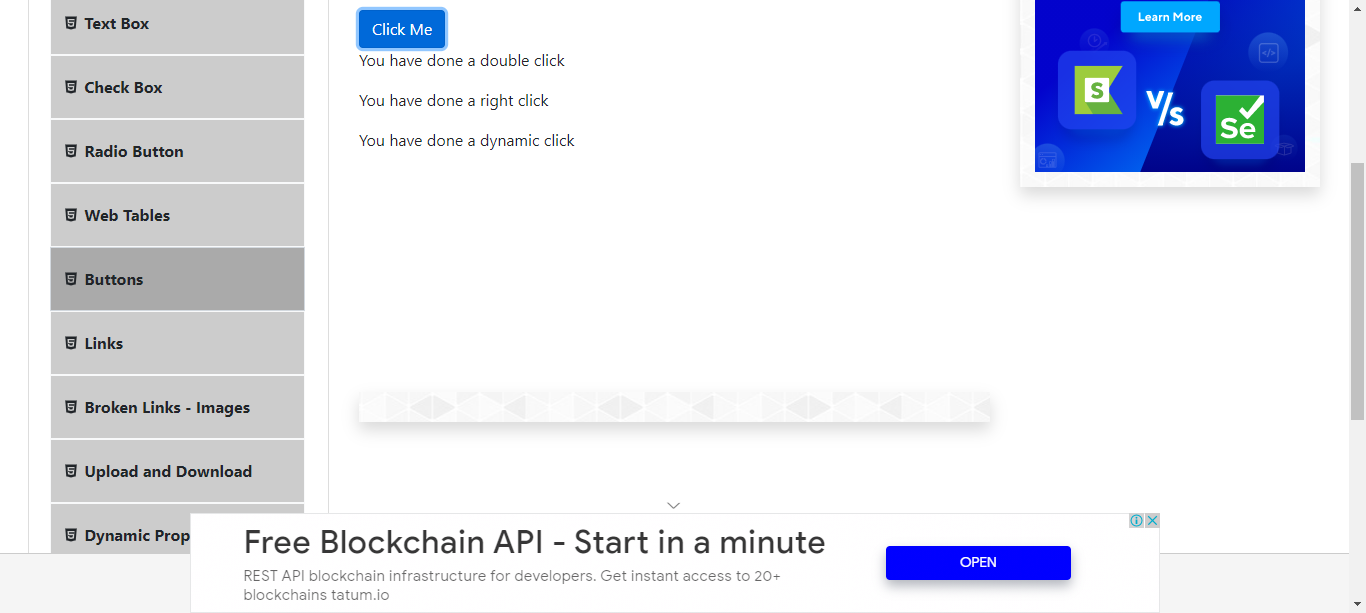 Text Box
Check Box
Radio Button
Web Tables
Buttons
Links
Broken Links - Images
Upload and Download
Dynamic Prop
Click Me
You have done a double click
You have done a right click
You have done a dynamic click
Learn More
S
V/s
Se
Free Blockchain API - Start in a minute
REST API blockchain infrastructure for developers. Get instant access to 20+
blockchains tatum.io
OPEN